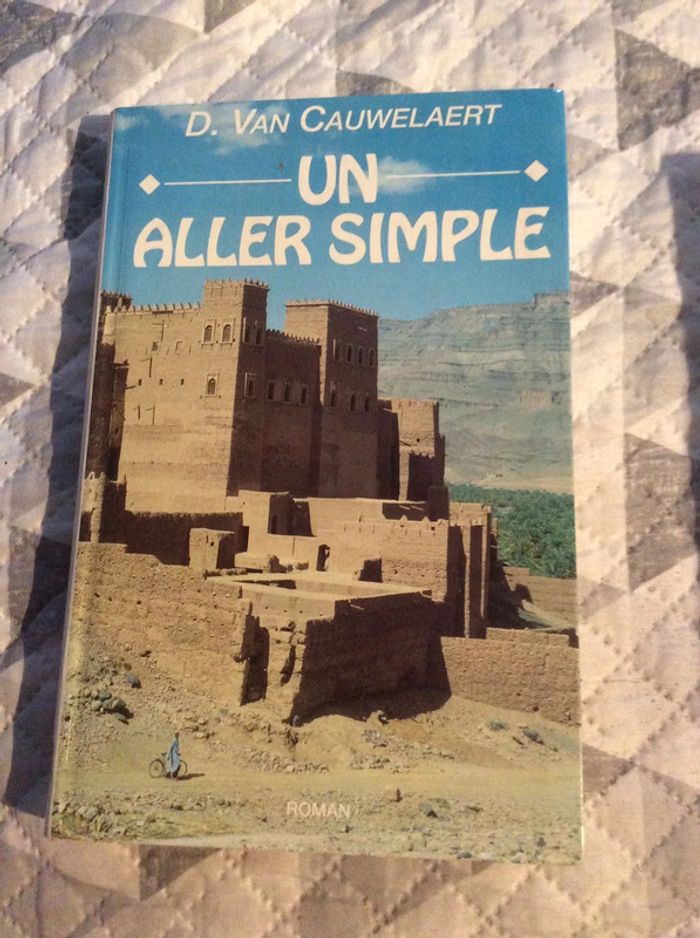 D. VAN CAUWELAERT
UN
ALLER SIMPLE
ROMAN